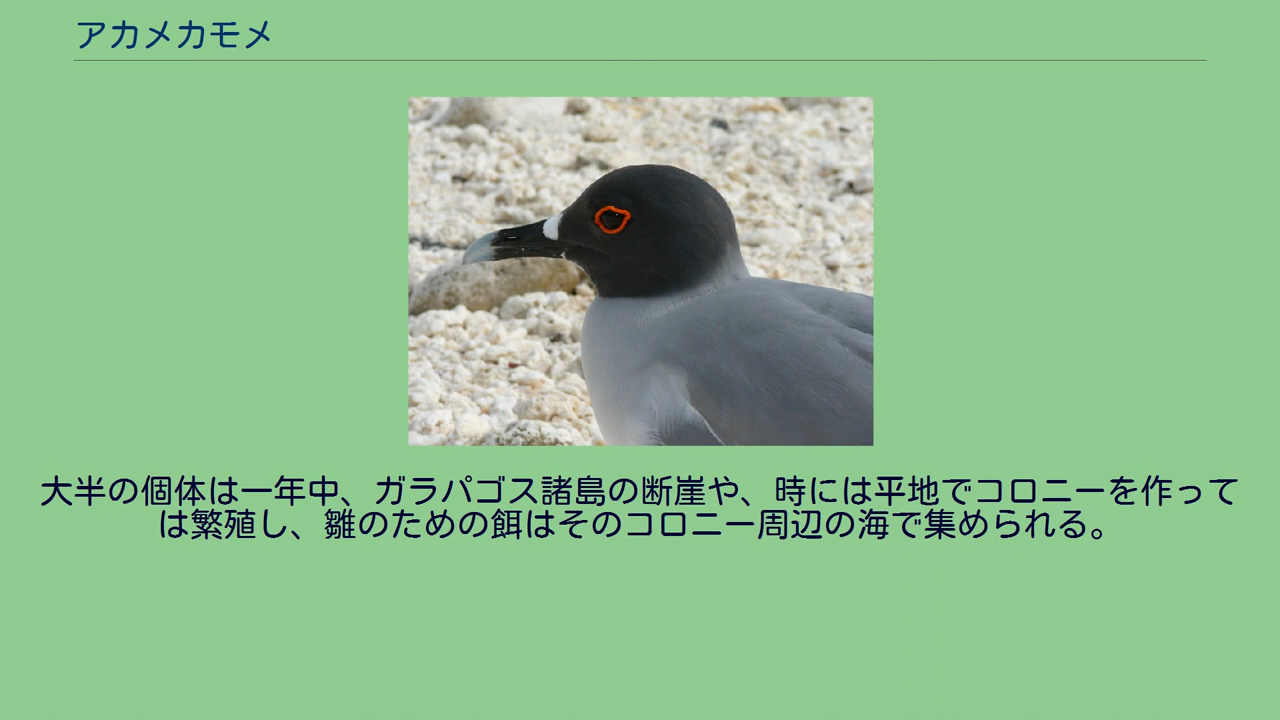 アカメカモメ
大半の個体は一年中、ガラパゴス諸島の断崖や、時には平地でコロニーを作って
は繁殖し、雛のための餌はそのコロニー周辺の海で集められる。